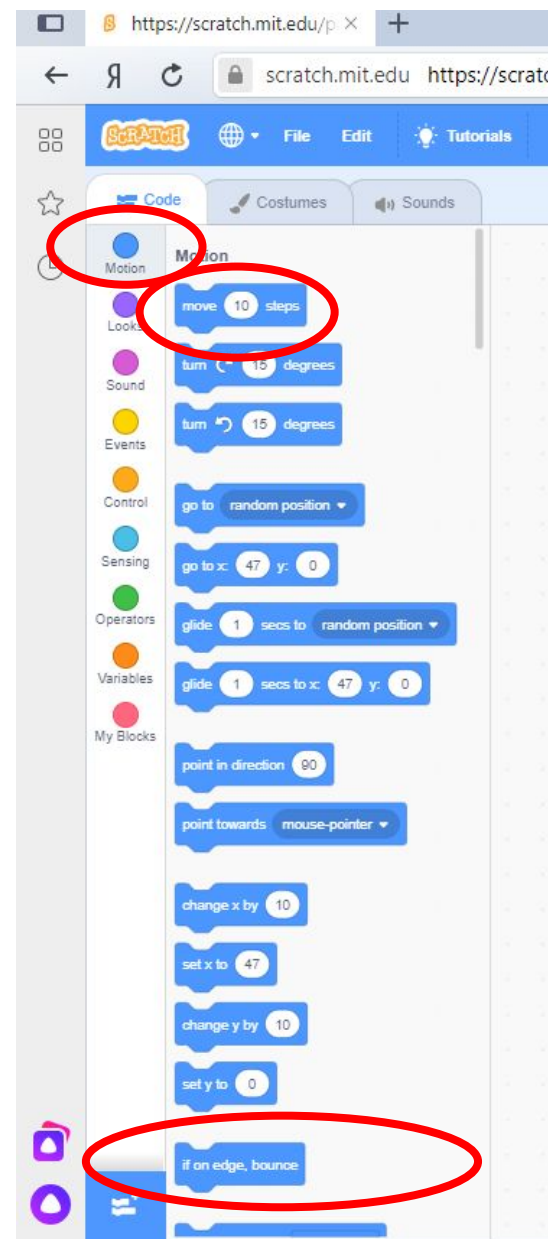 https://scratch.mit.edu/p
Я scratch.mit.edu https://scrat
SCRATCH File Edit Tutorials
Code Costumes Sounds
Motion
Motion
move 10 steps
Looks
turn 15 degrees
Sound
turn 15 degrees
Events
Control
go to random position
Sensing
go to x: 47 y: 0
Operators
glide 1 secs to random position
Variables
glide 1 secs to x: 47 y: 0
My Blocks
point in direction 90
point towards mouse-pointer
change x by 10
set x to 47
change y by 10
set y to 0
if on edge, bounce